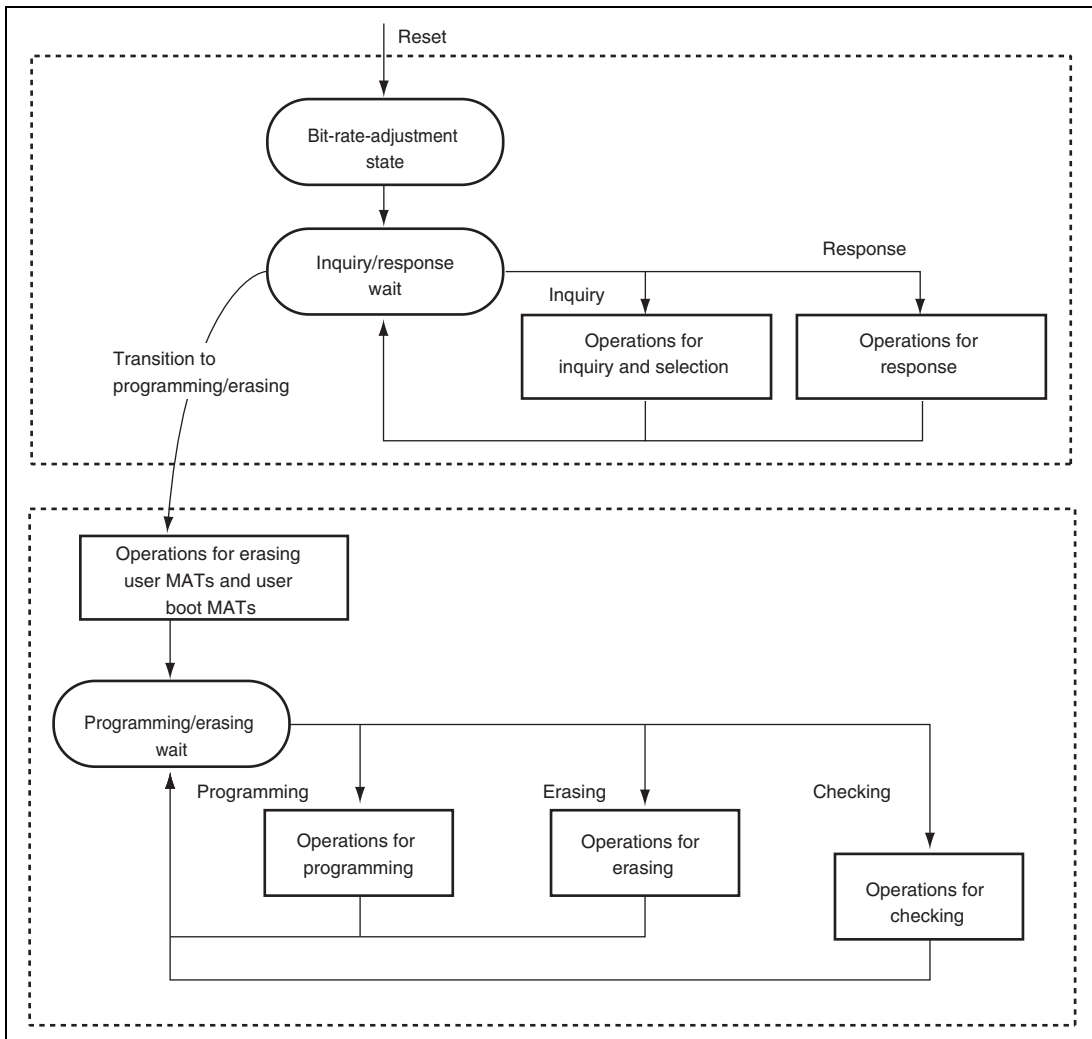 Reset
Bit-rate-adjustment
state
Inquiry/response
wait
Response
Inquiry
Operations for
inquiry and selection
Operations for
response
Transition to
programming/erasing
Operations for erasing
user MATs and user
boot MATs
Programming/erasing
wait
Programming
Erasing
Checking
Operations for
programming
Operations for
erasing
Operations for
checking